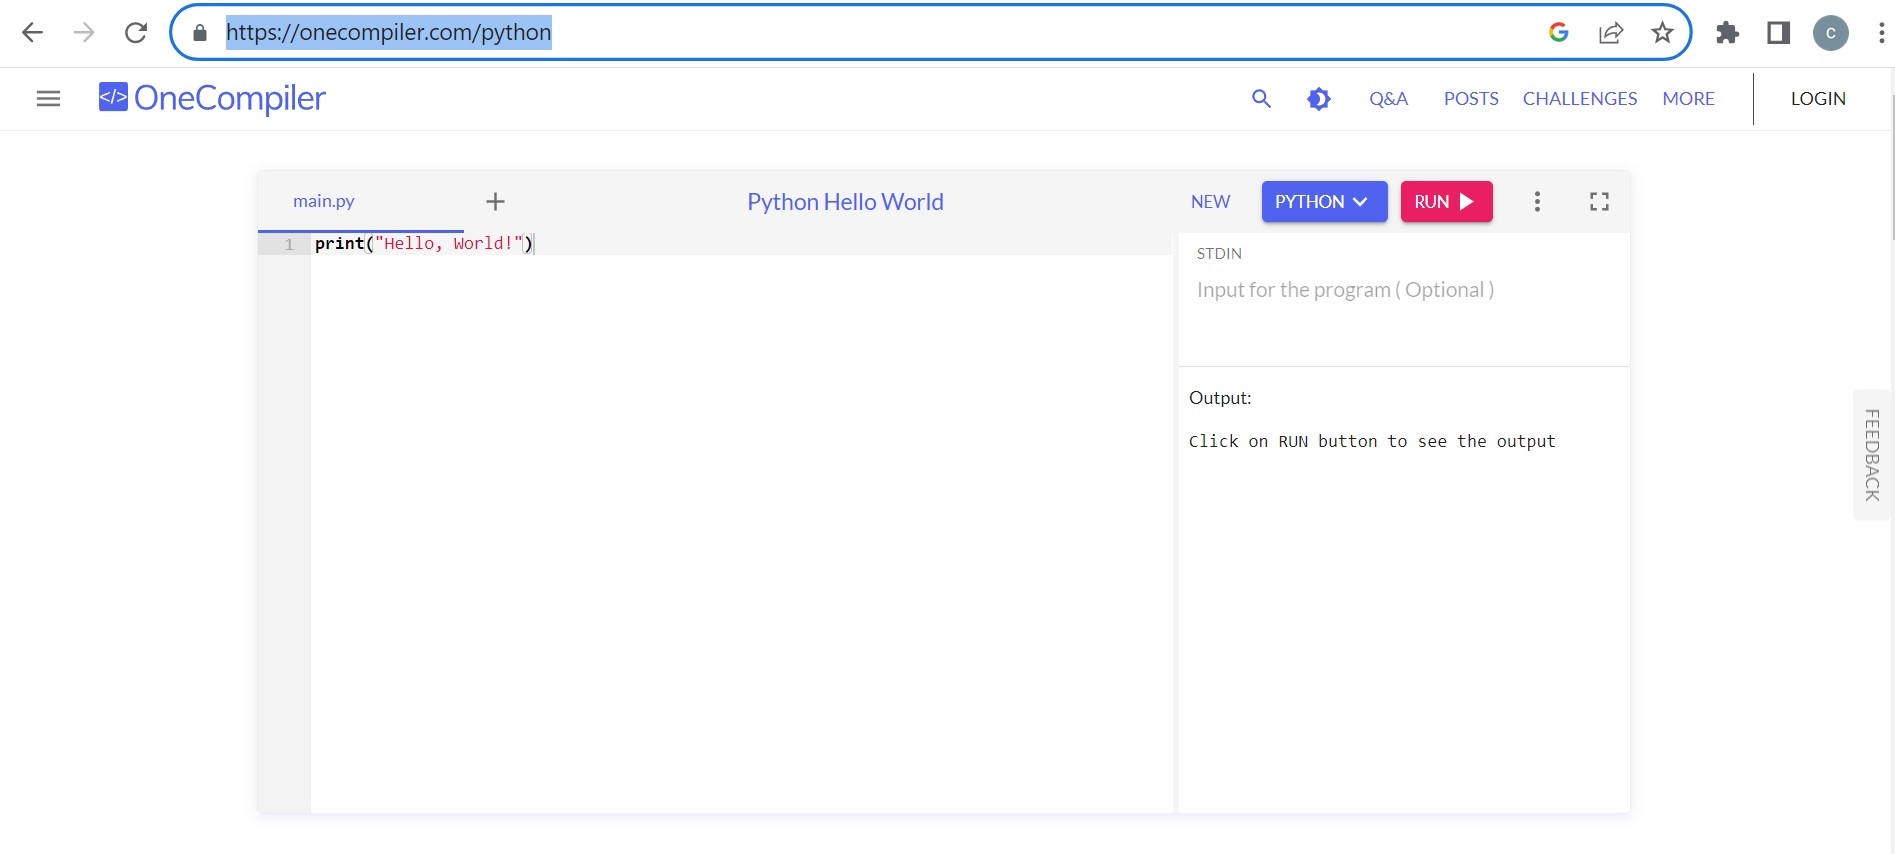 https://onecompiler.com/python
C
</> OneCompiler
Q&A POSTS CHALLENGES MORE LOGIN
main.py + Python Hello World NEW PYTHON RUN
1 print("Hello, World!")
STDIN
Input for the program ( Optional )
Output:
Click on RUN button to see the output
FEEDBACK